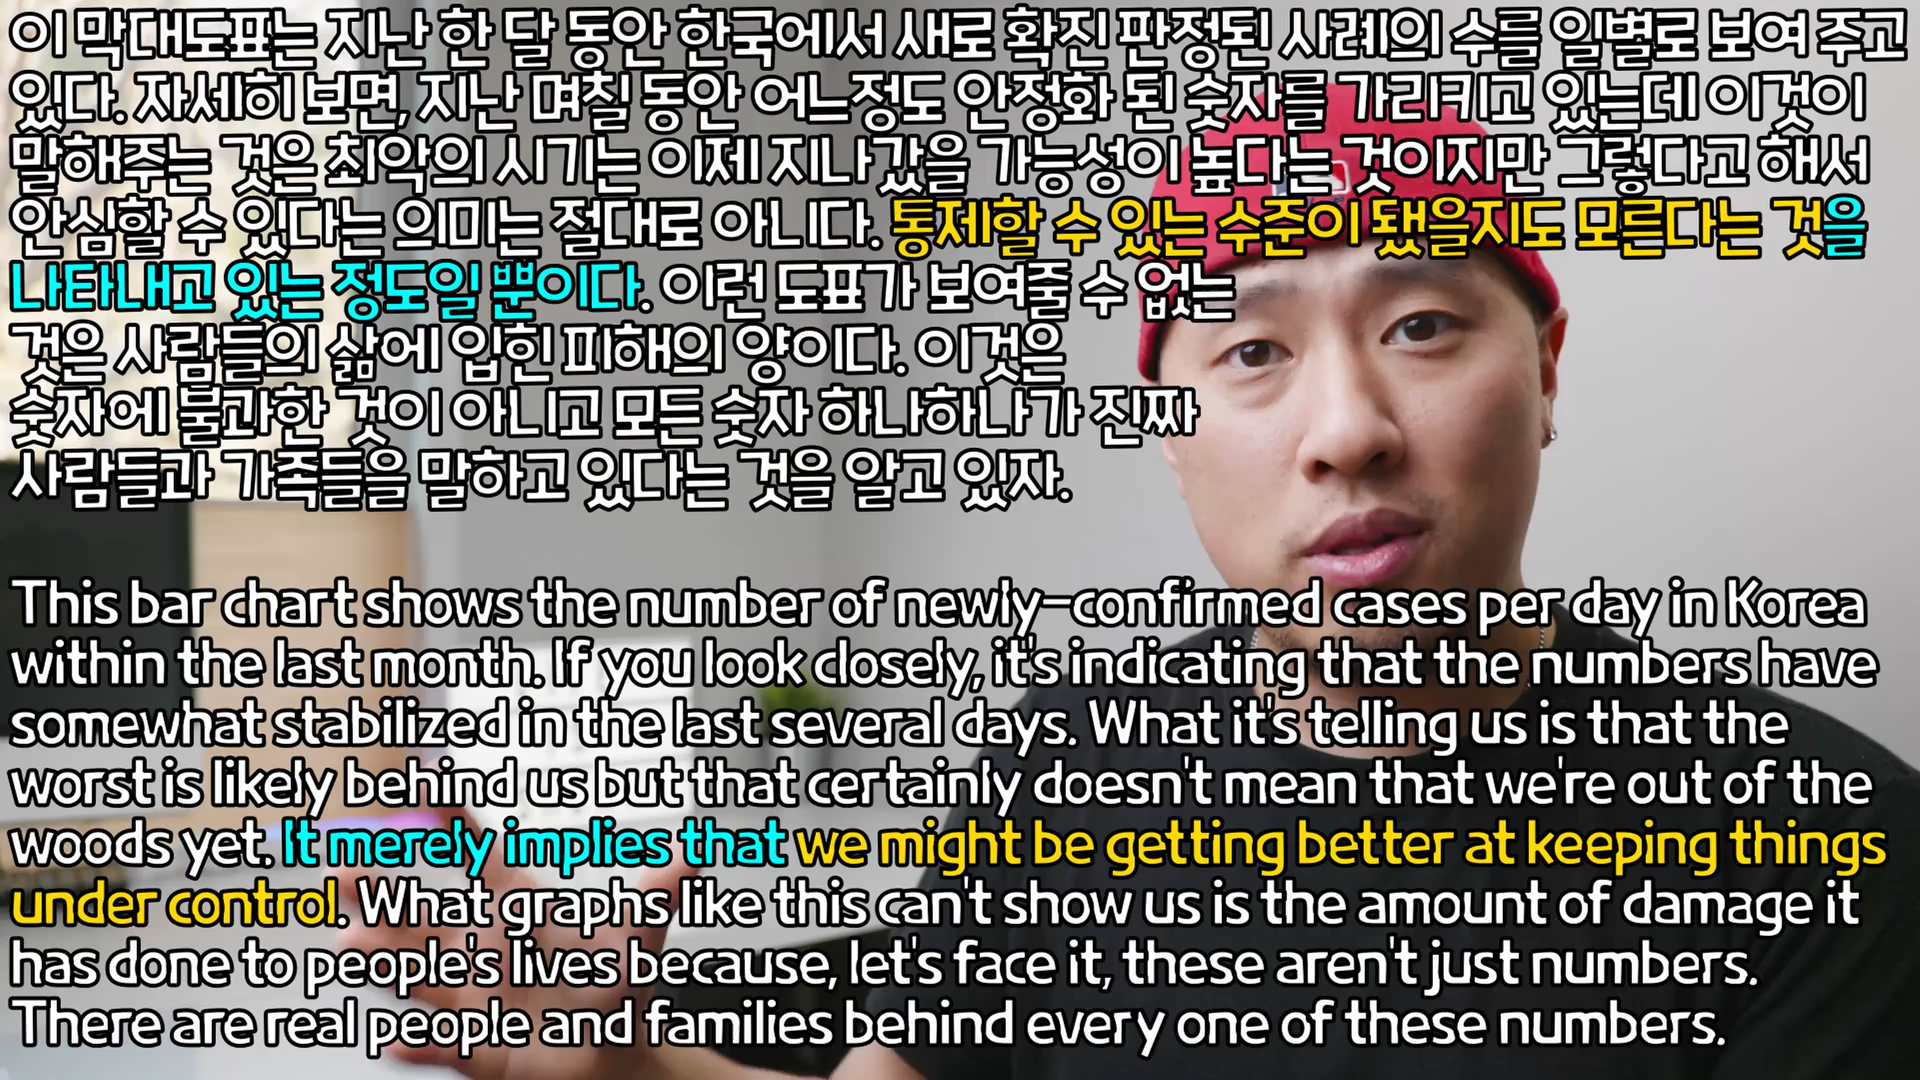 이 막대도표는 지난 한 달 동안 한국에서 새로 확진 판정된 사례의 수를 일별로 보여 주고
있다. 자세히 보면, 지난 며칠 동안 어느정도 안정화 된 숫자를 가리키고 있는데 이것이
말해주는 것은 최악의 시기는 이제 지나갔을 가능성이 높다는 것이지만 그렇다고 해서
안심할 수 있다는 의미는 절대로 아니다. 통제할 수 있는 수준이 됐을지도 모른다는 것을
나타내고 있는 정도일 뿐이다. 이런 도표가 보여줄 수 없는
것은 사람들의 삶에 입힌 피해의 양이다. 이것은
숫자에 불과한 것이 아니고 모든 숫자 하나하나가 진짜
사람들과 가족들을 말하고 있다는 것을 알고 있자.
This bar chart shows the number of newly-confirmed cases per day in Korea
within the last month. If you look closely, it's indicating that the numbers have
somewhat stabilized in the last several days. What it's telling us is that the
worst is likely behind us but that certainly doesn't mean that we're out of the
woods yet. It merely implies that we might be getting better at keeping things
under control. What graphs like this can't show us is the amount of damage it
has done to people's lives because, let's face it, these aren't just numbers.
There are real people and families behind every one of these numbers.